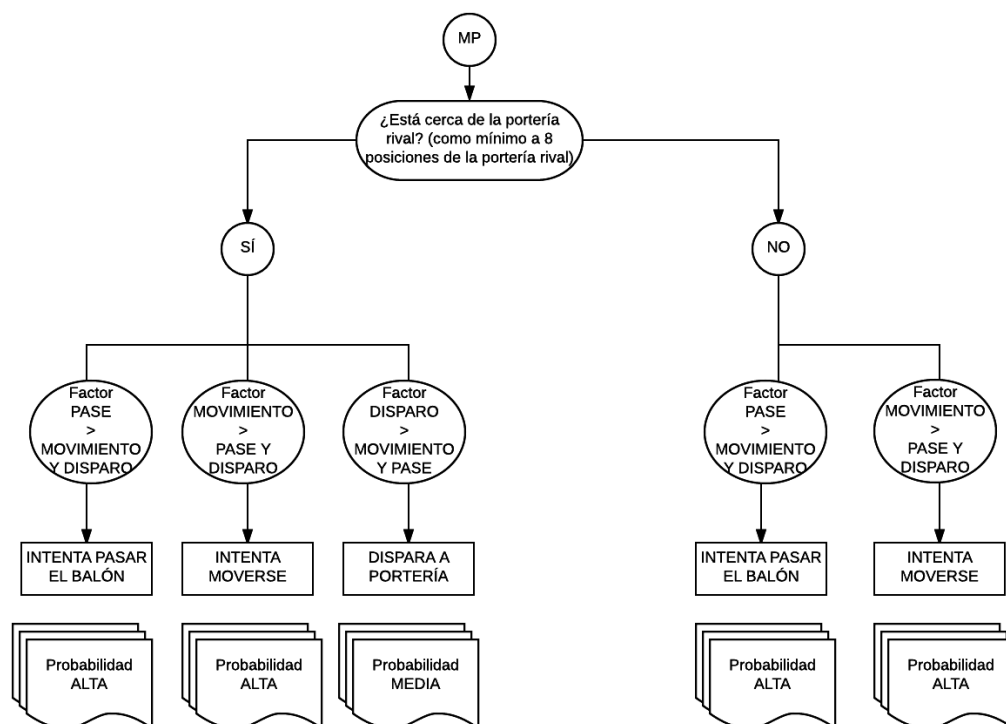 MP
¿Está cerca de la portería
rival? (como mínimo a 8
posiciones de la portería rival)
SÍ
NO
Factor
PASE
>
MOVIMIENTO
Y DISPARO
Factor
MOVIMIENTO
>
PASE Y
DISPARO
Factor
DISPARO
>
MOVIMIENTO
Y PASE
Factor
PASE
>
MOVIMIENTO
Y DISPARO
Factor
MOVIMIENTO
>
PASE Y
DISPARO
INTENTA PASAR
EL BALÓN
INTENTA
MOVERSE
DISPARA A
PORTERÍA
INTENTA PASAR
EL BALÓN
INTENTA
MOVERSE
Probabilidad
ALTA
Probabilidad
ALTA
Probabilidad
MEDIA
Probabilidad
ALTA
Probabilidad
ALTA